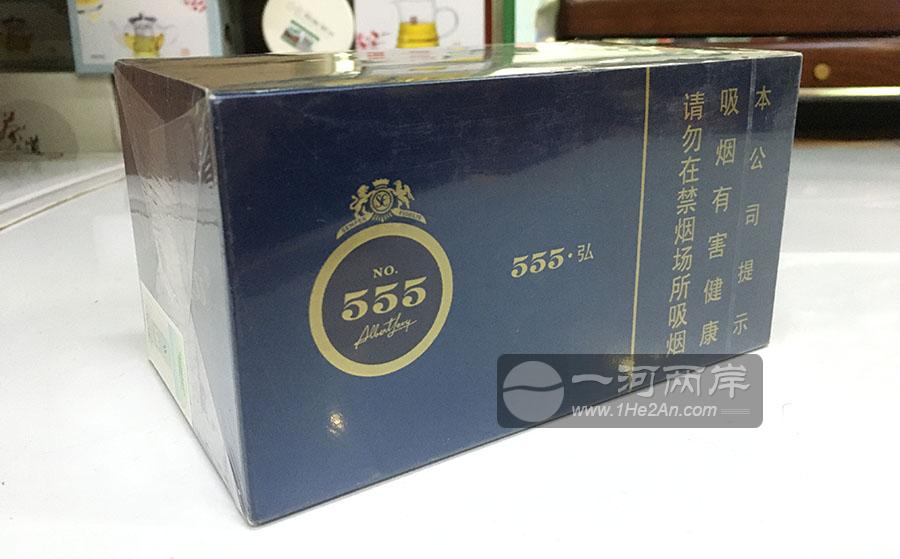 NO.
555
Albert Levy
555·弘
本公司提示
吸烟有害健康
请勿在禁烟场所吸烟
一河两岸
www.1He2An.com